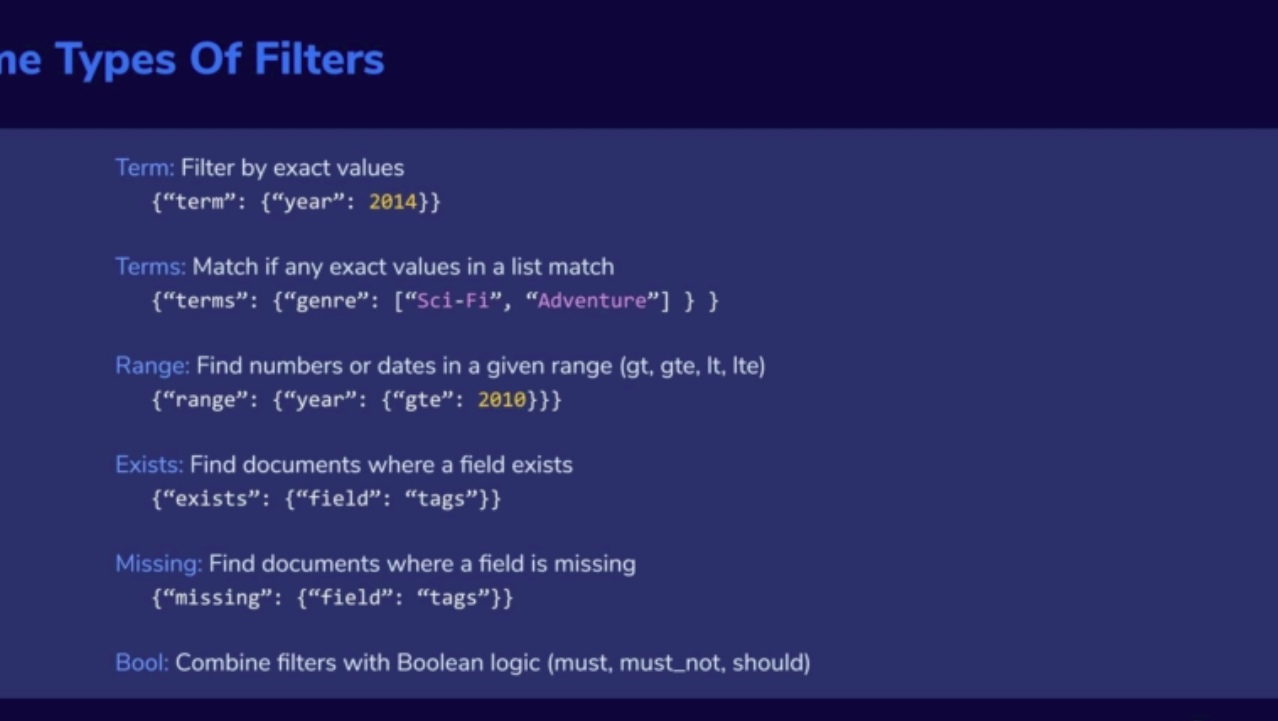 me Types Of Filters
Term: Filter by exact values
{“term”: {“year”: 2014}}
Terms: Match if any exact values in a list match
{“terms”: {“genre”: [“Sci-Fi”, “Adventure”] } }
Range: Find numbers or dates in a given range (gt, gte, lt, lte)
{“range”: {“year”: {“gte”: 2010}}}
Exists: Find documents where a field exists
{“exists”: {“field”: “tags”}}
Missing: Find documents where a field is missing
{“missing”: {“field”: “tags”}}
Bool: Combine filters with Boolean logic (must, must_not, should)